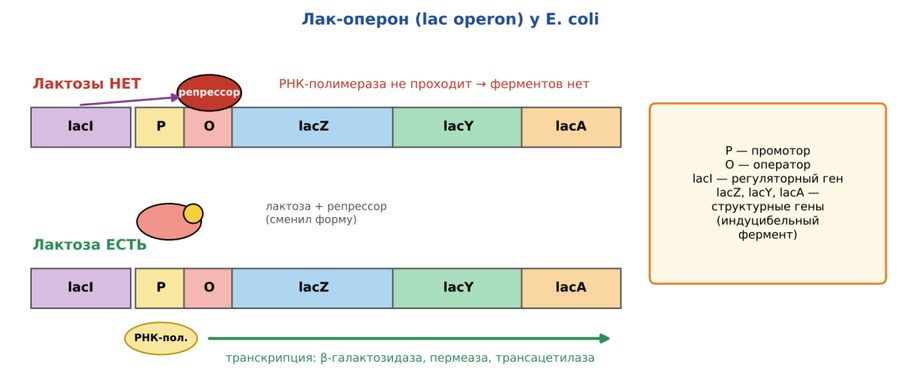 Лак-оперон (lac operon) у E. coli
Лактозы НЕТ
репрессор
РНК-полимераза не проходит → ферментов нет
lacI
P
O
lacZ
lacY
lacA
P — промотор
O — оператор
lacI — регуляторный ген
lacZ, lacY, lacA —
структурные гены
(индуцибельный
фермент)
лактоза + репрессор
(сменил форму)
Лактоза ЕСТЬ
lacI
P
O
lacZ
lacY
lacA
РНК-пол.
транскрипция: β-галактозидаза, пермеаза, трансацетилаза